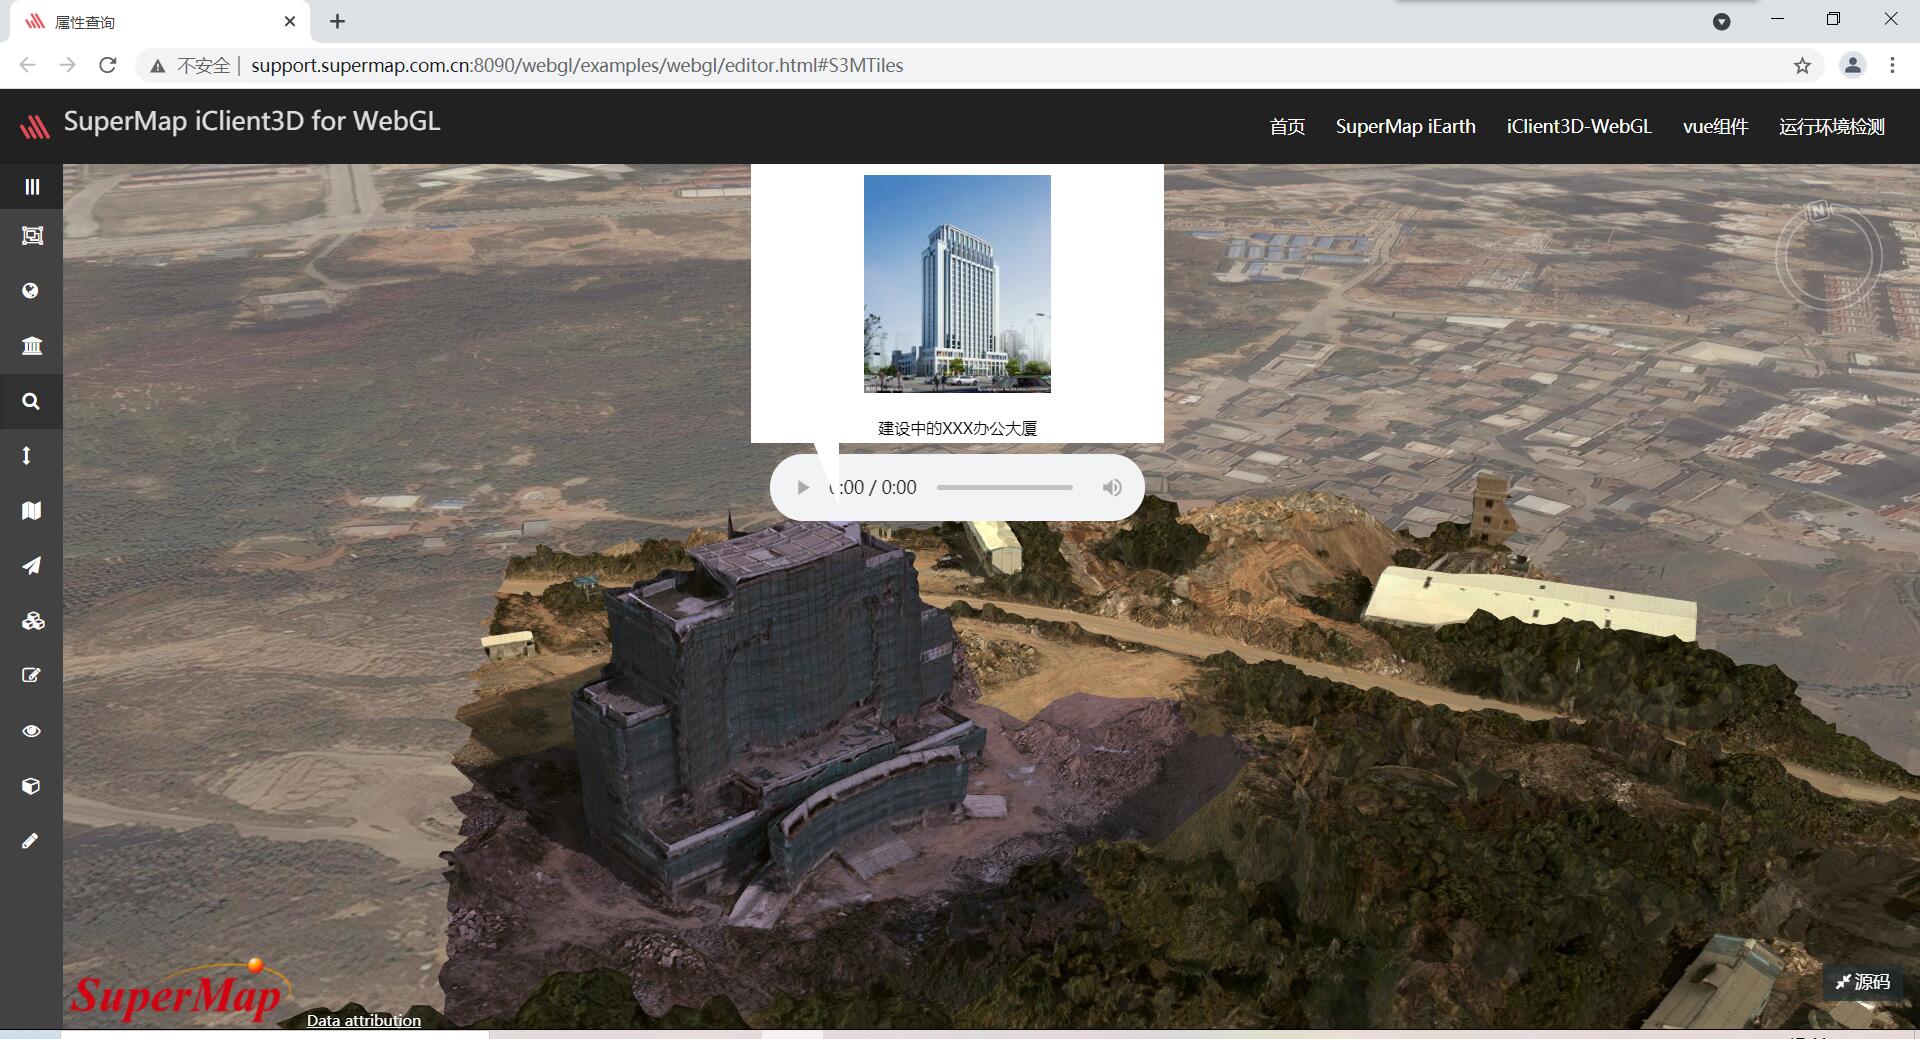 属性查询
不安全 | support.supermap.com.cn:8090/webgl/examples/webgl/editor.html#S3MTiles
SuperMap iClient3D for WebGL
首页 SuperMap iEarth iClient3D-WebGL vue组件 运行环境检测
N
建设中的XXX办公大厦
0:00 / 0:00
SuperMap
Data attribution
源码